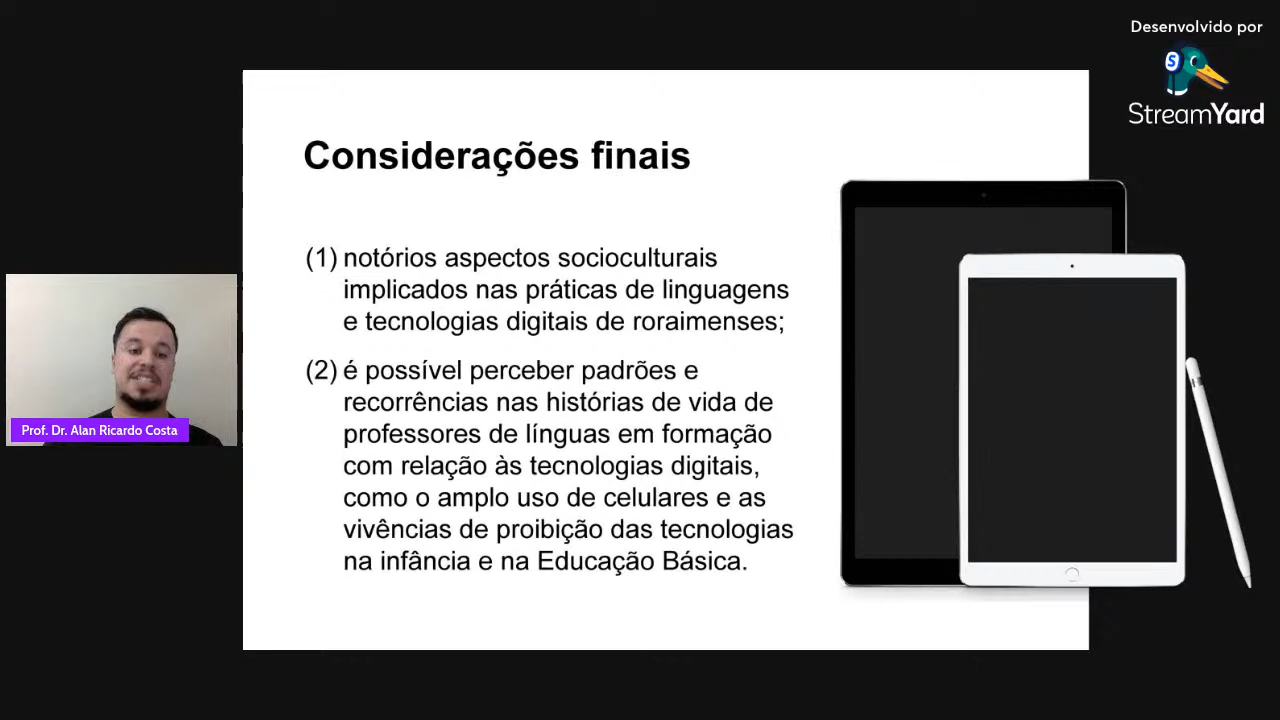 Desenvolvido por
S
StreamYard
Considerações finais
(1) notórios aspectos socioculturais
implicados nas práticas de linguagens
e tecnologias digitais de roraimenses;
(2) é possível perceber padrões e
recorrências nas histórias de vida de
professores de línguas em formação
com relação às tecnologias digitais,
como o amplo uso de celulares e as
vivências de proibição das tecnologias
na infância e na Educação Básica.
Prof. Dr. Alan Ricardo Costa